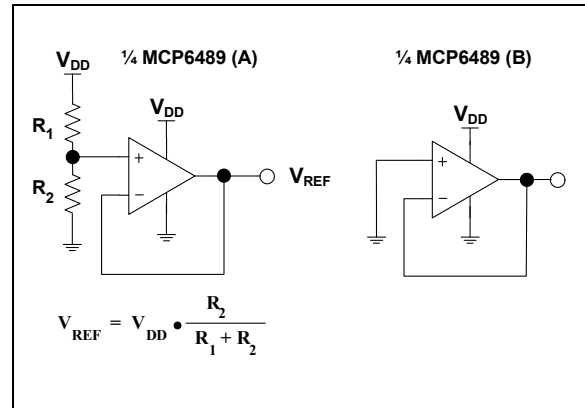 ¼ MCP6489 (A)
¼ MCP6489 (B)
VDD
VDD
R1
+
–
R2
VREF
VDD
+
–
VREF = VDD • R2
R1 + R2